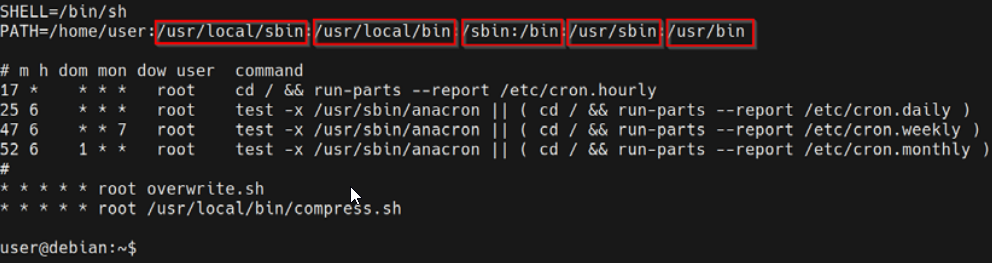 SHELL=/bin/sh
PATH=/home/user:/usr/local/sbin:/usr/local/bin:/sbin:/bin:/usr/sbin:/usr/bin
# m h dom mon dow user  command
17 *    * * *   root    cd / && run-parts --report /etc/cron.hourly
25 6    * * *   root    test -x /usr/sbin/anacron || ( cd / && run-parts --report /etc/cron.daily )
47 6    * * 7   root    test -x /usr/sbin/anacron || ( cd / && run-parts --report /etc/cron.weekly )
52 6    1 * *   root    test -x /usr/sbin/anacron || ( cd / && run-parts --report /etc/cron.monthly )
#
* * * * * root overwrite.sh
* * * * * root /usr/local/bin/compress.sh
user@debian:~$